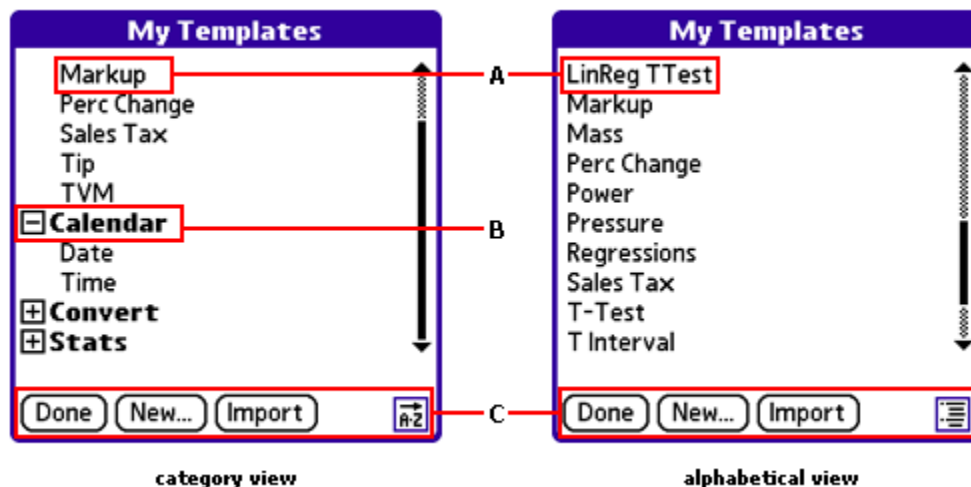 My Templates
Markup
Perc Change
Sales Tax
Tip
TVM
Calendar
Date
Time
Convert
Stats
Done New... Import A-Z
category view
A
B
C
My Templates
LinReg TTest
Markup
Mass
Perc Change
Power
Pressure
Regressions
Sales Tax
T-Test
T Interval
Done New... Import
alphabetical view